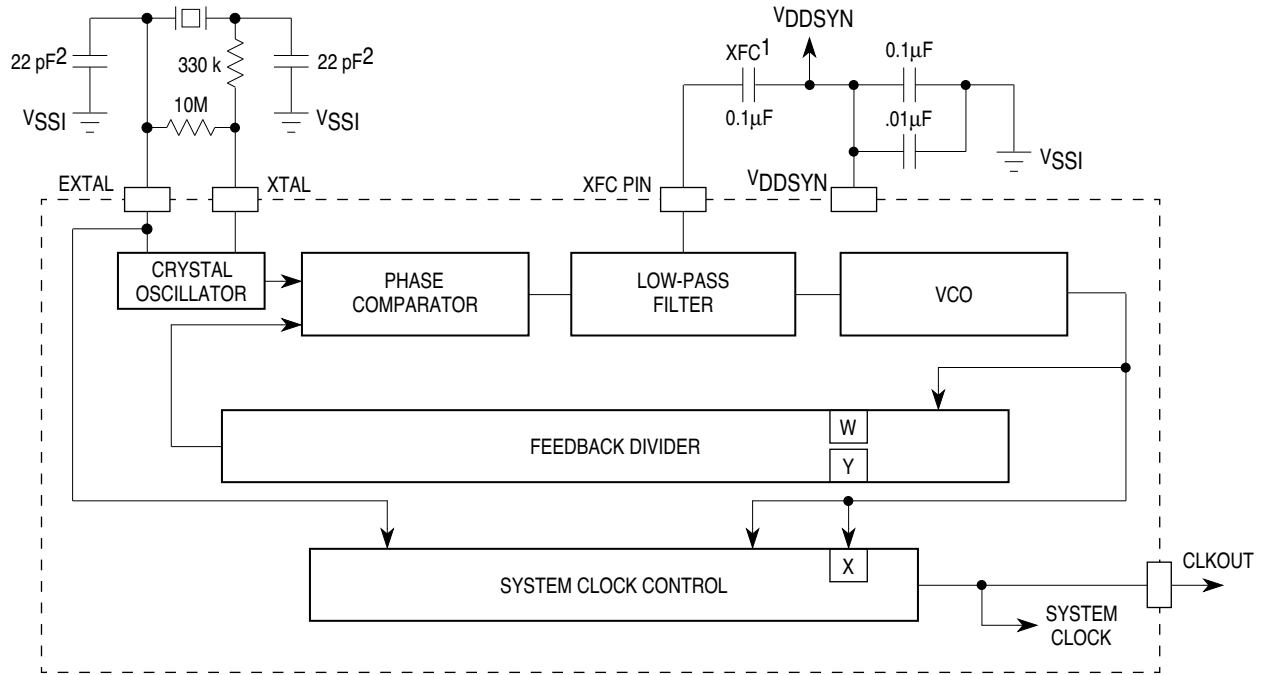 VDDSYN
22 pF2
330 k
22 pF2
XFC1
0.1µF
10M
0.1µF
.01µF
VSSI
VSSI
VSSI
EXTAL
XTAL
XFC PIN
VDDSYN
CRYSTAL
OSCILLATOR
PHASE
COMPARATOR
LOW-PASS
FILTER
VCO
FEEDBACK DIVIDER
W
Y
SYSTEM CLOCK CONTROL
X
CLKOUT
SYSTEM
CLOCK